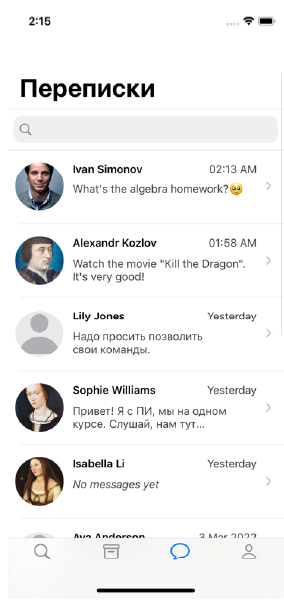 2:15
Переписки
Ivan Simonov 02:13 AM
What's the algebra homework?🥹
Alexandr Kozlov 01:58 AM
Watch the movie "Kill the Dragon".
It's very good!
Lily Jones Yesterday
Надо просить позволить
свои команды.
Sophie Williams Yesterday
Привет! Я с ПИ, мы на одном
курсе. Слушай, нам тут...
Isabella Li Yesterday
No messages yet
Ava Anderson 3 Mar 2022